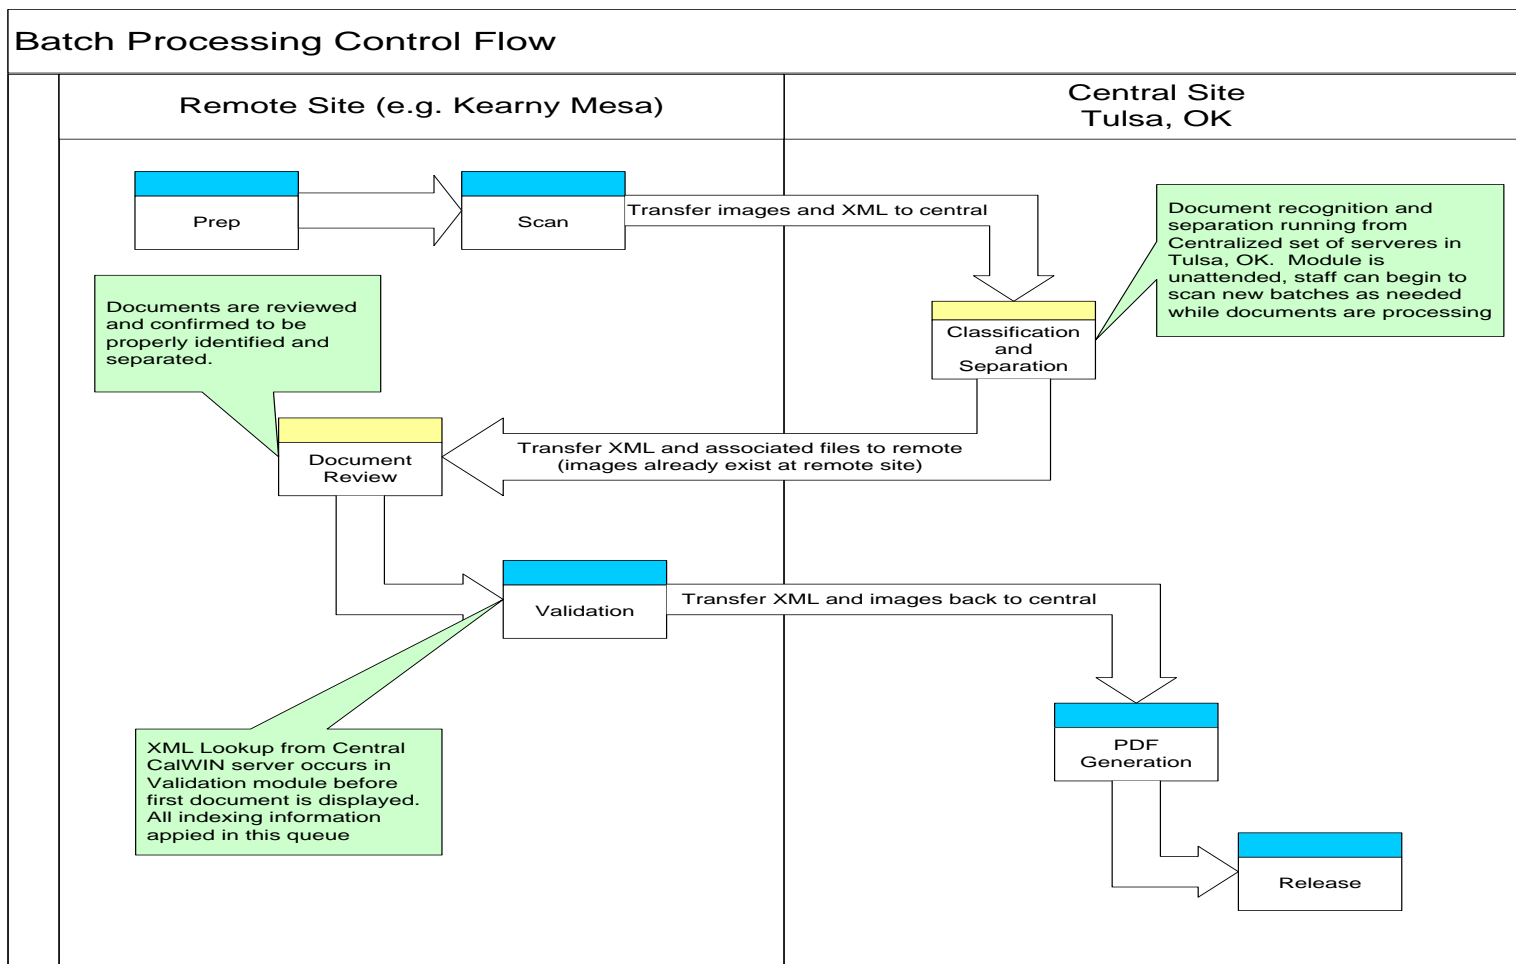 Batch Processing Control Flow
Remote Site (e.g. Kearny Mesa)
Central Site
Tulsa, OK
Prep
Scan
Transfer images and XML to central
Document recognition and
separation running from
Centralized set of serveres in
Tulsa, OK.  Module is
unattended, staff can begin to
scan new batches as needed
while documents are processing
Classification
and
Separation
Documents are reviewed
and confirmed to be
properly identified and
separated.
Transfer XML and associated files to remote
(images already exist at remote site)
Document
Review
Validation
Transfer XML and images back to central
XML Lookup from Central
CalWIN server occurs in
Validation module before
first document is displayed.
All indexing information
appied in this queue
PDF
Generation
Release